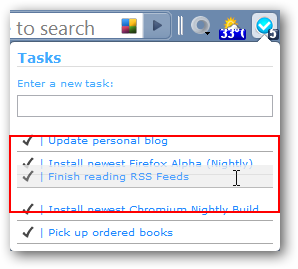 to search
33°
5
Tasks
Enter a new task:
Update personal blog
Install newest Firefox Alpha (Nightly)
Finish reading RSS Feeds
Install newest Chromium Nightly Build
Pick up ordered books